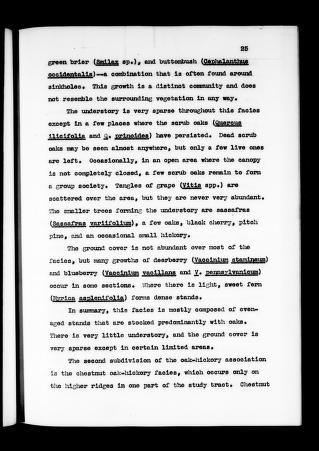 25
green brier (Smilax sp.), and buttonbush (Cephalanthus
occidentalis)--a combination that is often found around
sinkholes. This growth is a distinct community and does
not resemble the surrounding vegetation in any way.
The understory is very sparse throughout this facies
except in a few places where the scrub oaks (Quercus
ilicifolia and Q. prinoides) have persisted. Dead scrub
oaks may be seen almost anywhere, but only a few live ones
are left. Occasionally, in an open area where the canopy
is not completely closed, a few scrub oaks remain to form
a group society. Tangles of grape (Vitis spp.) are
scattered over the area, but they are never very abundant.
The smaller trees forming the understory are sassafras
(Sassafras variifolium), a few oaks, black cherry, pitch
pine, and an occasional small hickory.
The ground cover is not abundant over most of the
facies, but many growths of deerberry (Vaccinium stamineum)
and blueberry (Vaccinium vacillans and V. pennsylvanicum)
occur in some sections. Where there is light, sweet fern
(Myrica asplenifolia) forms dense stands.
In summary, this facies is mostly composed of even-
aged stands that are stocked predominantly with oaks.
There is very little understory, and the ground cover is
very sparse except in certain limited areas.
The second subdivision of the oak-hickory association
is the chestnut oak-hickory facies, which occurs only on
the higher ridges in one part of the study tract. Chestnut